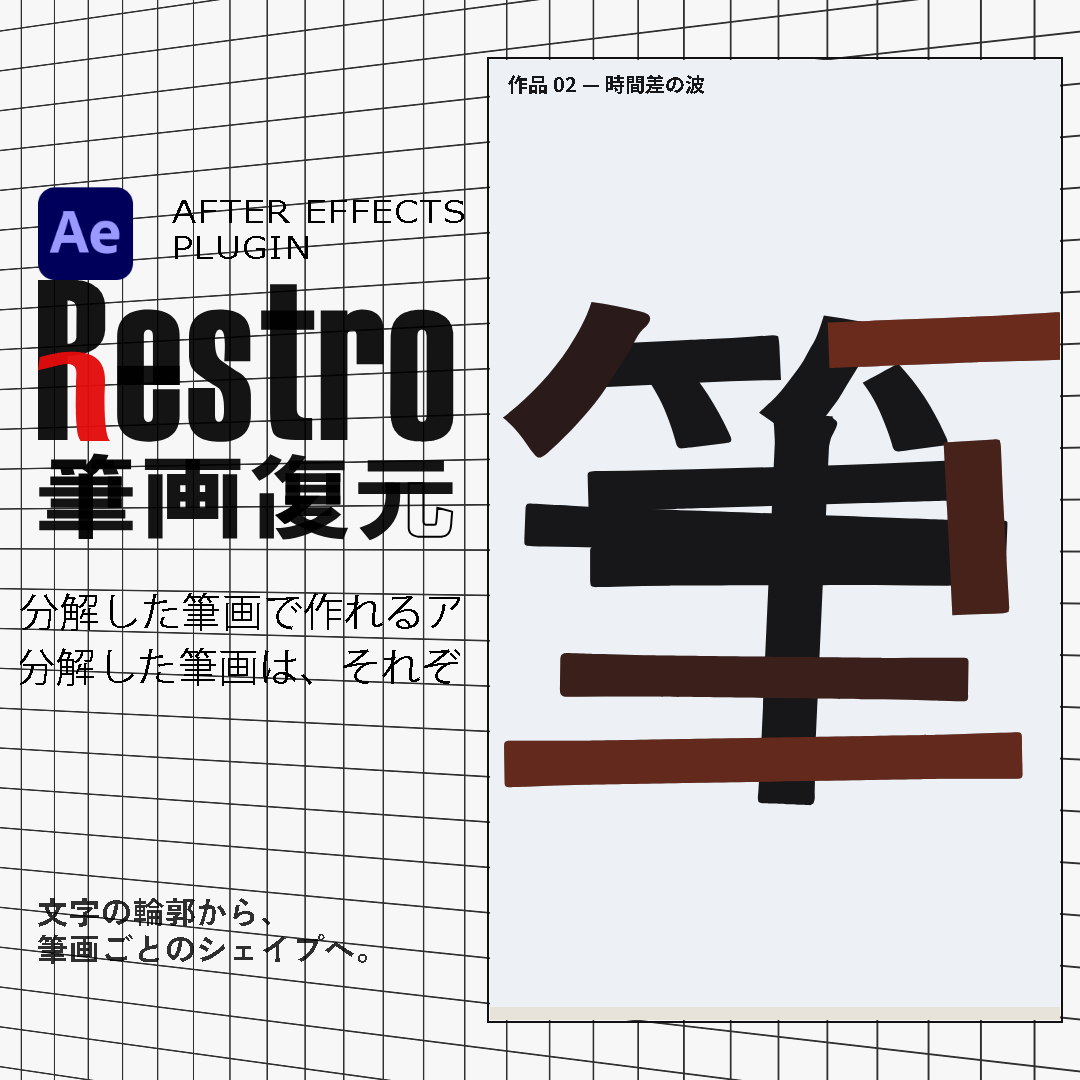 作品 02 — 時間差の波
Ae
AFTER EFFECTS
PLUGIN
Restro
筆画復元
分解した筆画で作れるア
分解した筆画は、それぞ
文字の輪郭から、
筆画ごとのシェイプへ。
筆